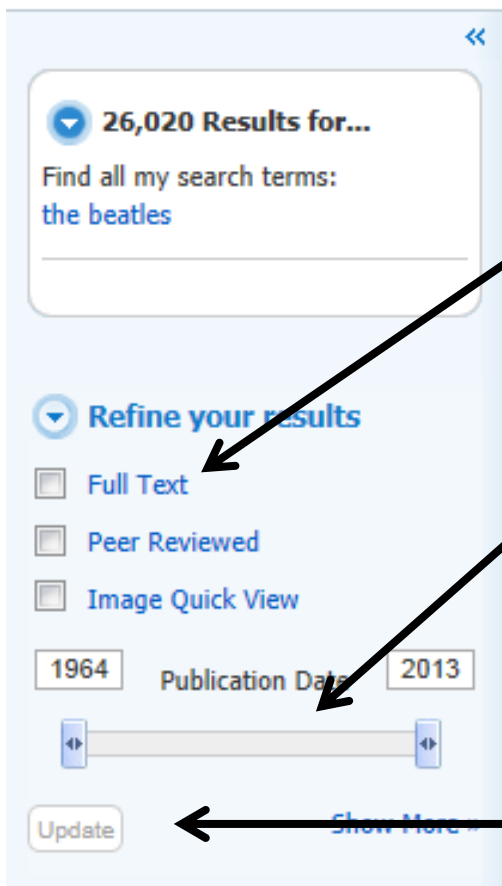 «
26,020 Results for...
Find all my search terms:
the beatles
Refine your results
Full Text
Peer Reviewed
Image Quick View
1964 Publication Date 2013
Update Show More »